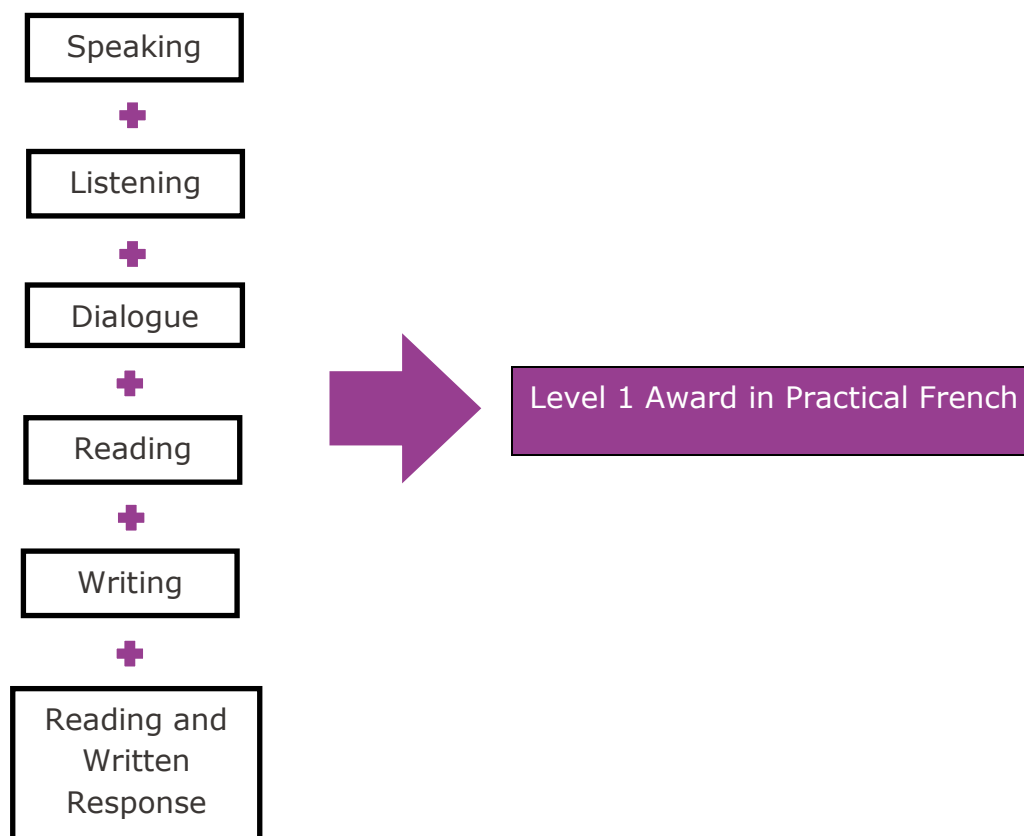 Speaking
Listening
Dialogue
Reading
Writing
Reading and
Written
Response
Level 1 Award in Practical French